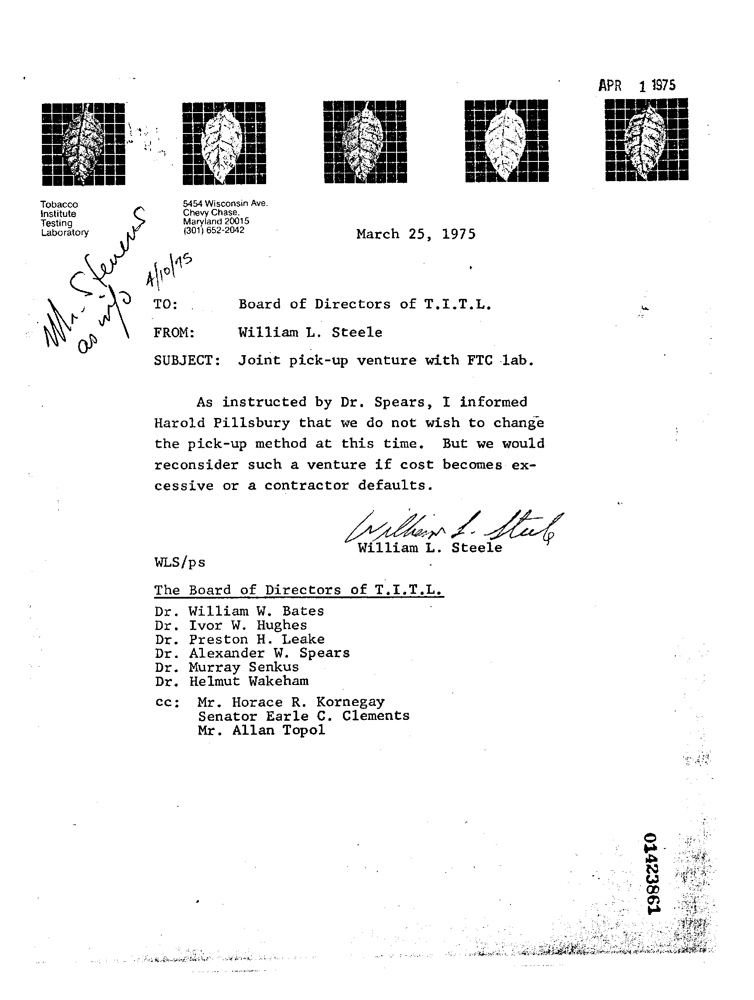 APR 1 1975
Tobacco
Institute
Testing
Laboratory
5454 Wisconsin Ave.
Chevy Chase,
Maryland 20015
(301) 652-2042
March 25, 1975
Mr. Stevens
as info
4/10/75
TO: Board of Directors of T.I.T.L.
FROM: William L. Steele
SUBJECT: Joint pick-up venture with FTC lab.
As instructed by Dr. Spears, I informed
Harold Pillsbury that we do not wish to change
the pick-up method at this time. But we would
reconsider such a venture if cost becomes ex-
cessive or a contractor defaults.
William L. Steele
William L. Steele
WLS/ps
The Board of Directors of T.I.T.L.
Dr. William W. Bates
Dr. Ivor W. Hughes
Dr. Preston H. Leake
Dr. Alexander W. Spears
Dr. Murray Senkus
Dr. Helmut Wakeham
cc: Mr. Horace R. Kornegay
Senator Earle C. Clements
Mr. Allan Topol
01423861